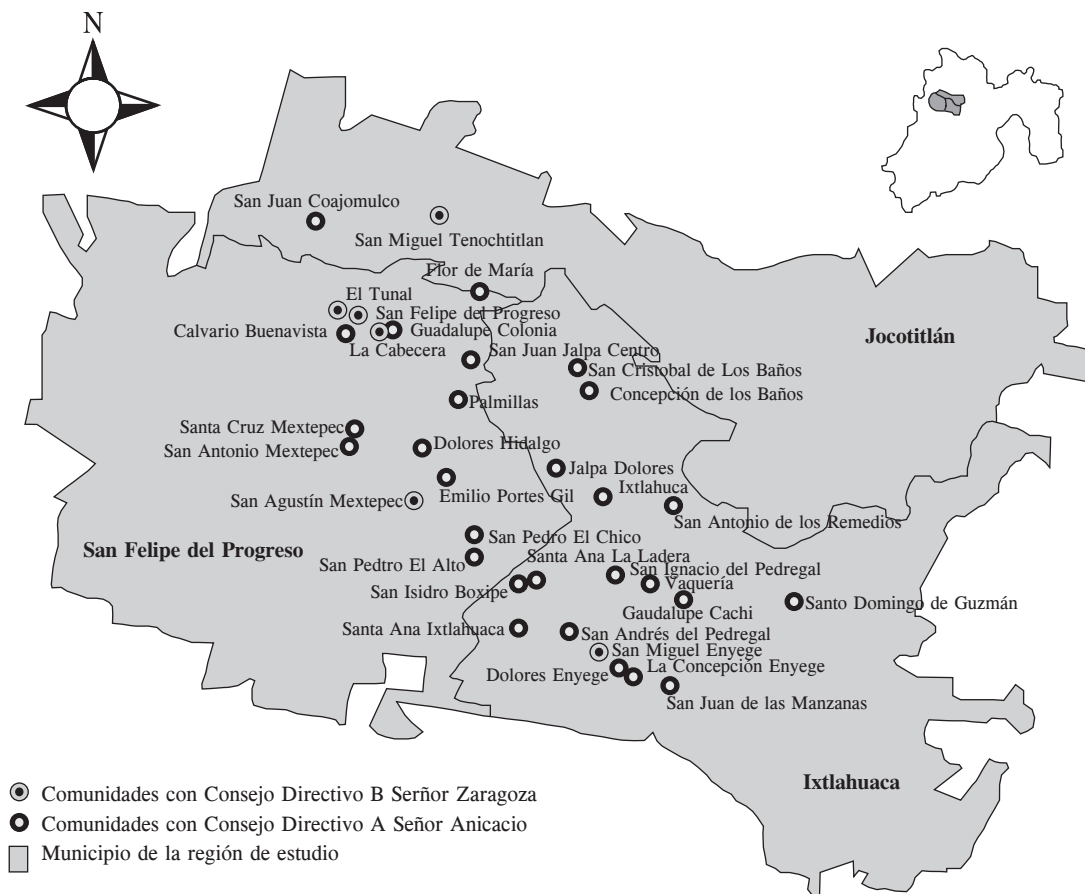 N
San Juan Coajomulco
San Miguel Tenochtitlan
Flor de María
El Tunal
San Felipe del Progreso
Calvario Buenavista
Guadalupe Colonia
La Cabecera
San Juan Jalpa Centro
Jocotitlán
San Cristobal de Los Baños
Concepción de los Baños
Palmillas
Santa Cruz Mextepec
San Antonio Mextepec
Dolores Hidalgo
Jalpa Dolores
Ixtlahuca
Emilio Portes Gil
San Agustín Mextepec
San Antonio de los Remedios
San Pedro El Chico
San Felipe del Progreso
Santa Ana La Ladera
San Pedtro El Alto
San Ignacio del Pedregal
San Isidro Boxipe
Vaquería
Gaudalupe Cachi
Santo Domingo de Guzmán
Santa Ana Ixtlahuaca
San Andrés del Pedregal
San Miguel Enyege
La Concepción Enyege
Dolores Enyege
San Juan de las Manzanas
Ixtlahuaca
Comunidades con Consejo Directivo B Serñor Zaragoza
Comunidades con Consejo Directivo A Señor Anicacio
Municipio de la región de estudio